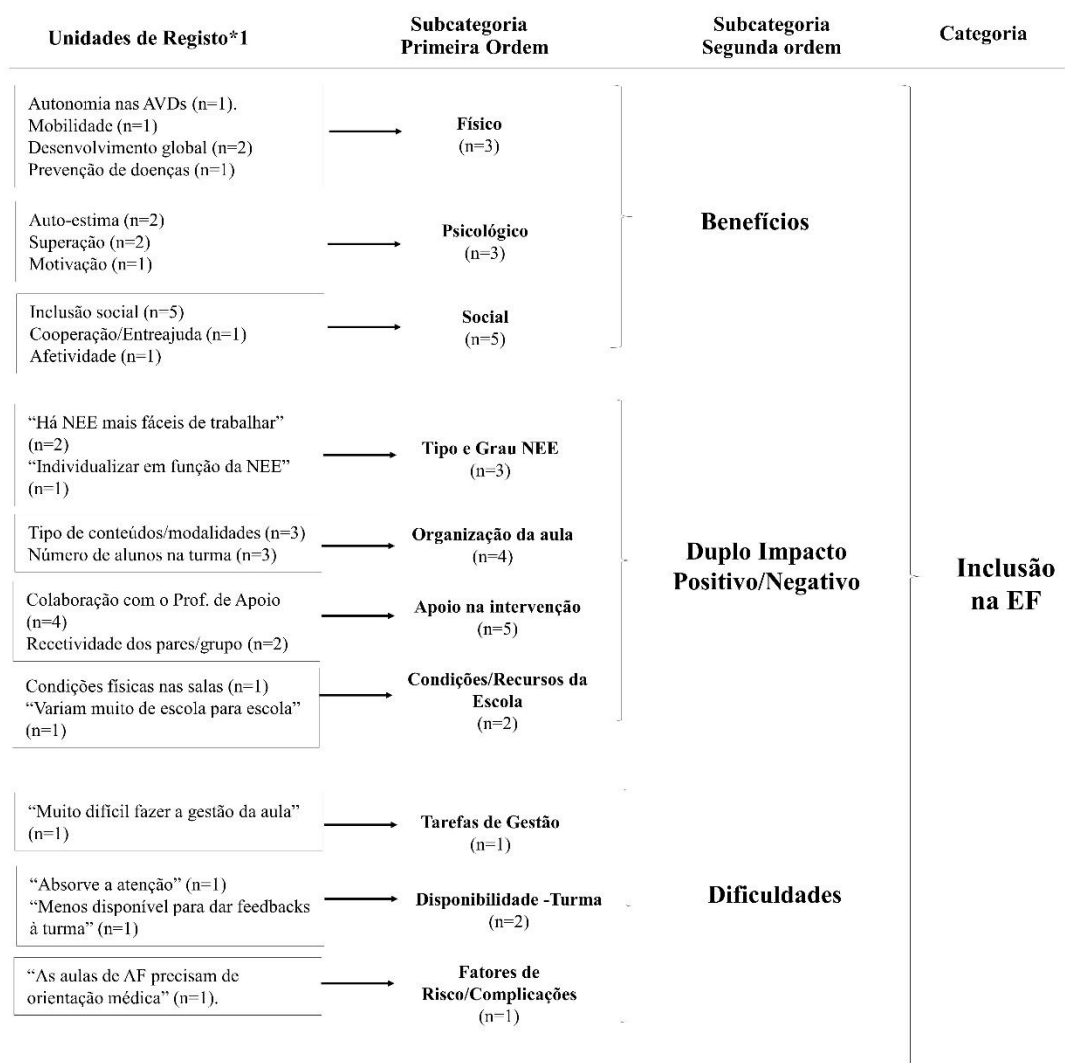 Unidades de Registo*1
Subcategoria
Primeira Ordem
Subcategoria
Segunda ordem
Categoria
Autonomia nas AVDs (n=1).
Mobilidade (n=1)
Desenvolvimento global (n=2)
Prevenção de doenças (n=1)
Físico
(n=3)
Auto-estima (n=2)
Superação (n=2)
Motivação (n=1)
Psicológico
(n=3)
Inclusão social (n=5)
Cooperação/Entreajuda (n=1)
Afetividade (n=1)
Social
(n=5)
Benefícios
“Há NEE mais fáceis de trabalhar”
(n=2)
“Individualizar em função da NEE”
(n=1)
Tipo e Grau NEE
(n=3)
Tipo de conteúdos/modalidades (n=3)
Número de alunos na turma (n=3)
Organização da aula
(n=4)
Colaboração com o Prof. de Apoio
(n=4)
Recetividade dos pares/grupo (n=2)
Apoio na intervenção
(n=5)
Condições físicas nas salas (n=1)
“Variam muito de escola para escola”
(n=1)
Condições/Recursos da
Escola
(n=2)
Duplo Impacto
Positivo/Negativo
“Muito difícil fazer a gestão da aula”
(n=1)
Tarefas de Gestão
(n=1)
“Absorve a atenção” (n=1)
“Menos disponível para dar feedbacks
à turma” (n=1)
Disponibilidade -Turma
(n=2)
“As aulas de AF precisam de
orientação médica” (n=1).
Fatores de
Risco/Complicações
(n=1)
Dificuldades
Inclusão
na EF